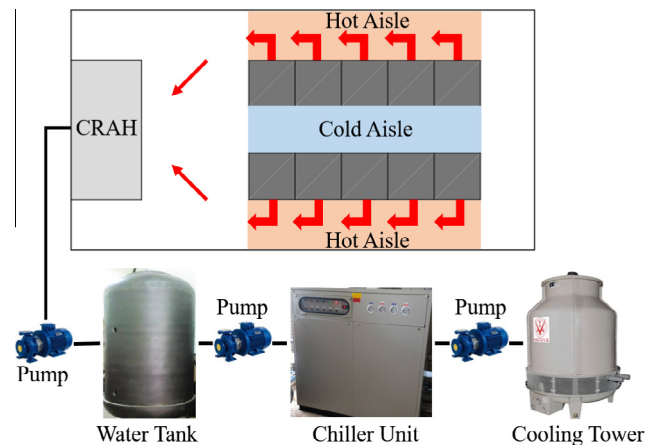 Hot Aisle
CRAH
Cold Aisle
Hot Aisle
Pump
Pump
Pump
Water Tank
Chiller Unit
Cooling Tower